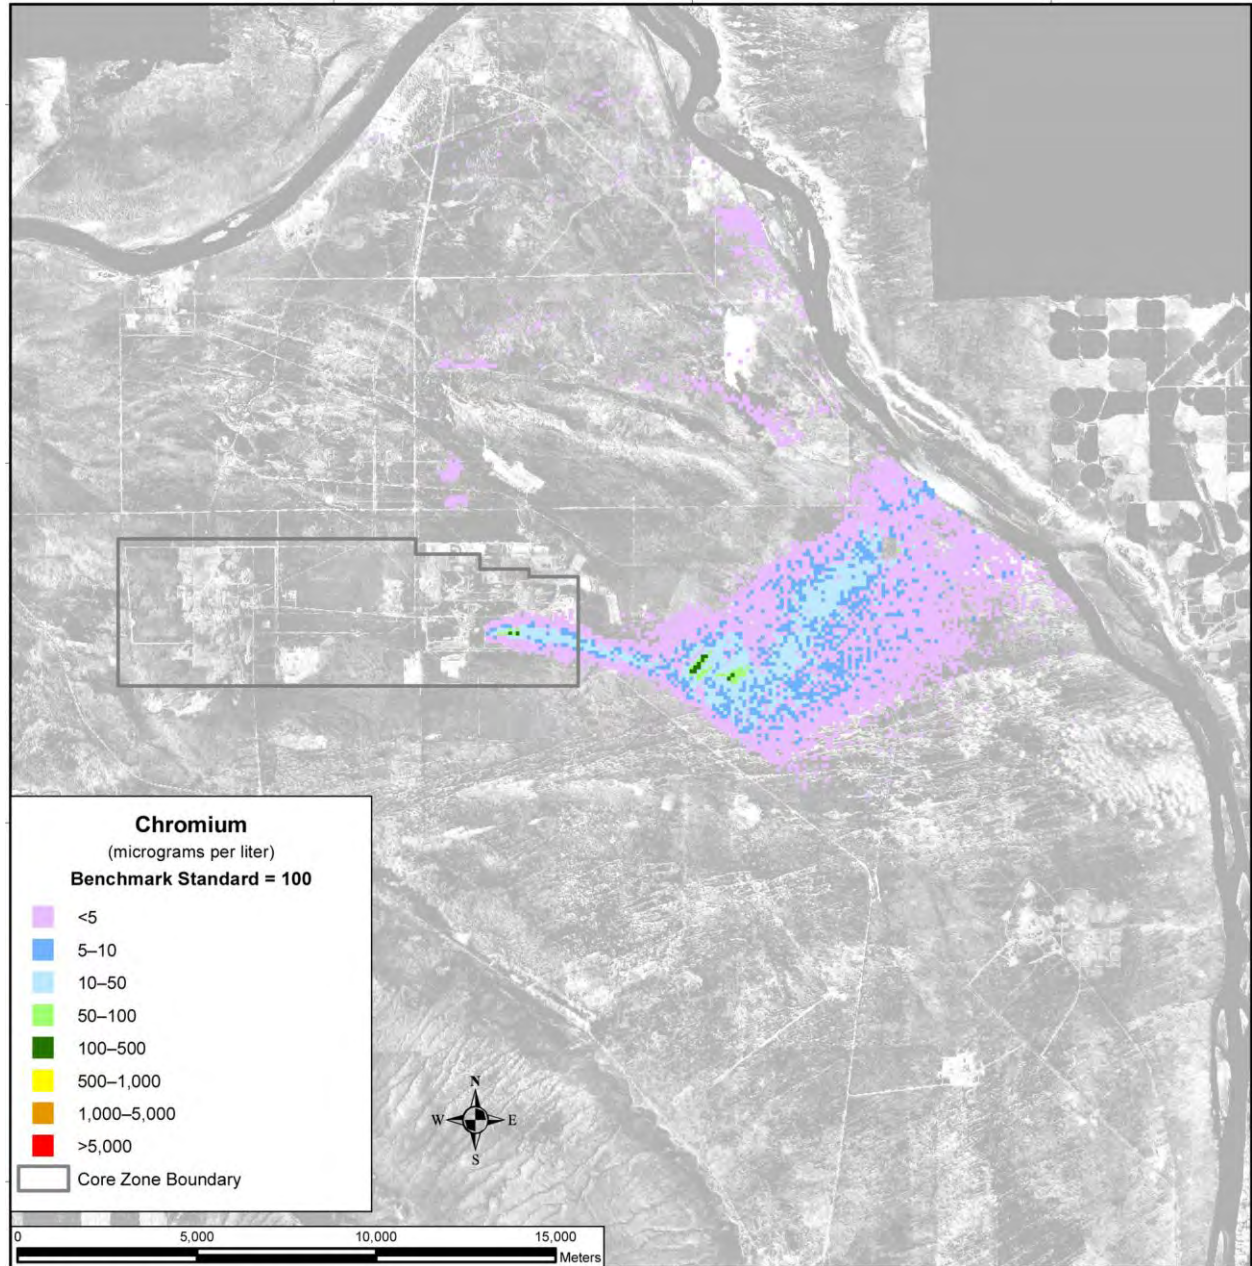 Chromium
(micrograms per liter)
Benchmark Standard = 100
<5
5–10
10–50
50–100
100–500
500–1,000
1,000–5,000
>5,000
Core Zone Boundary
N
W E
S
0 5,000 10,000 15,000
Meters